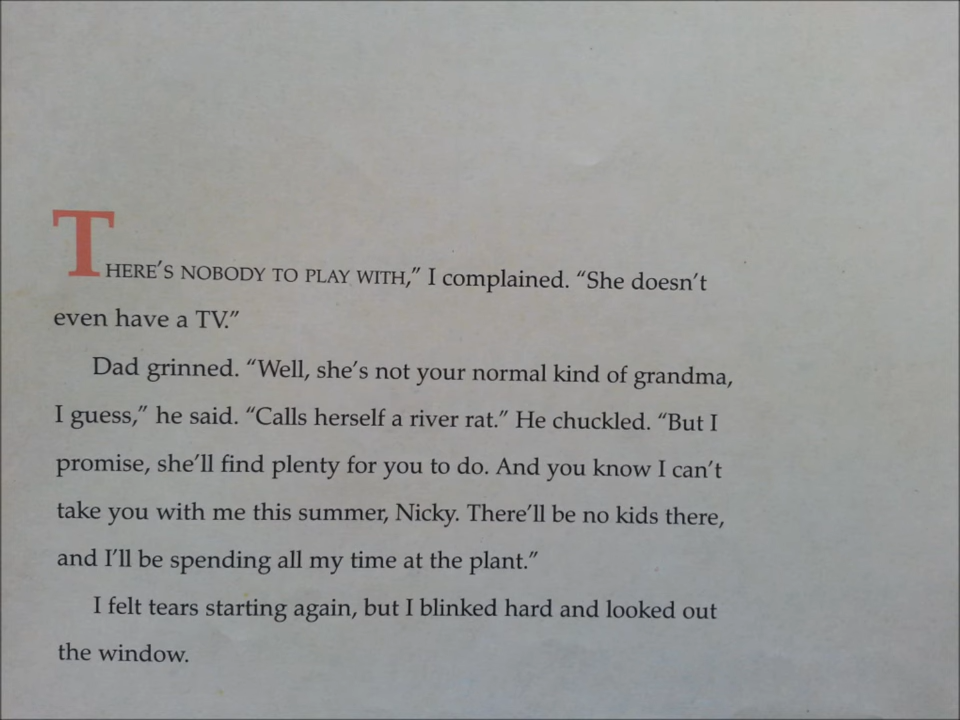 THERE'S NOBODY TO PLAY WITH,” I complained. “She doesn't
even have a TV.”
Dad grinned. “Well, she's not your normal kind of grandma,
I guess,” he said. “Calls herself a river rat.” He chuckled. “But I
promise, she'll find plenty for you to do. And you know I can't
take you with me this summer, Nicky. There'll be no kids there,
and I'll be spending all my time at the plant.”
I felt tears starting again, but I blinked hard and looked out
the window.